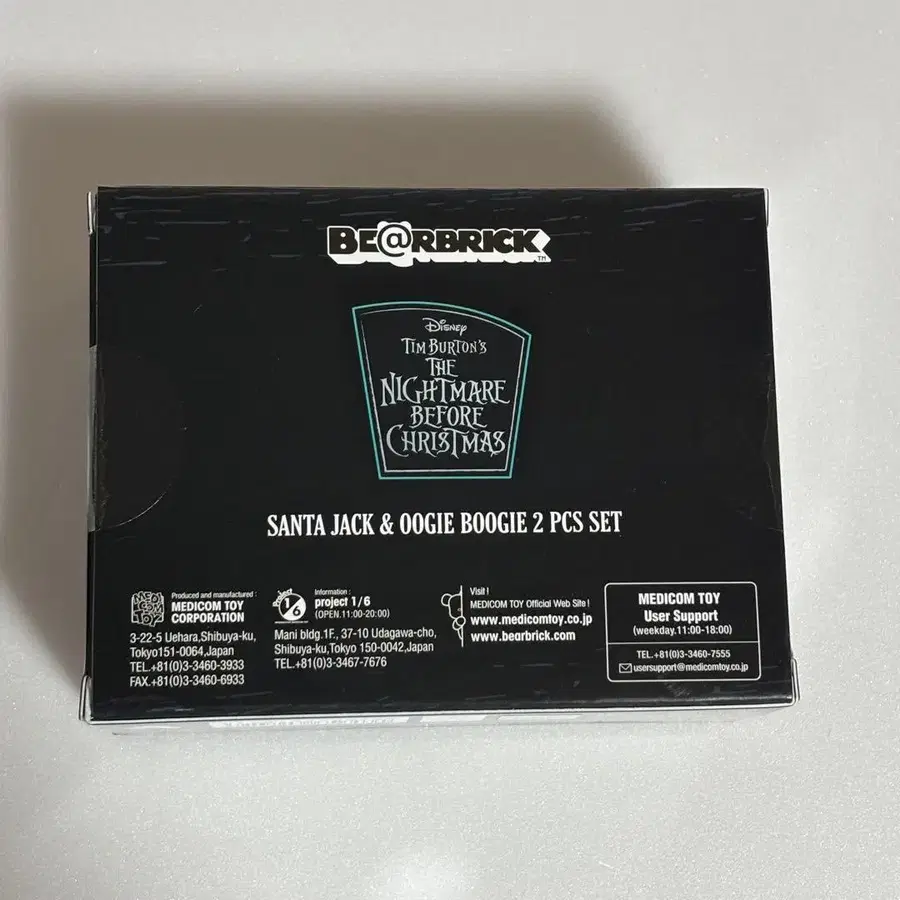 BE@RBRICK TM
Disney
TIM BURTON'S
THE
NIGHTMARE
BEFORE
CHRISTMAS
SANTA JACK & OOGIE BOOGIE 2 PCS SET
MEDICOM TOY
Produced and manufactured :
MEDICOM TOY
CORPORATION
3-22-5 Uehara,Shibuya-ku,
Tokyo151-0064,Japan
TEL.+81(0)3-3460-3933
FAX.+81(0)3-3460-6933
project 1/6
Information :
project 1/6
(OPEN.11:00-20:00)
Mani bldg.1F., 37-10 Udagawa-cho,
Shibuya-ku,Tokyo 150-0042,Japan
TEL.+81(0)3-3467-7676
Visit !
MEDICOM TOY Official Web Site !
www.medicomtoy.co.jp
www.bearbrick.com
MEDICOM TOY
User Support
(weekday.11:00-18:00)
TEL.+81(0)3-3460-7555
usersupport@medicomtoy.co.jp